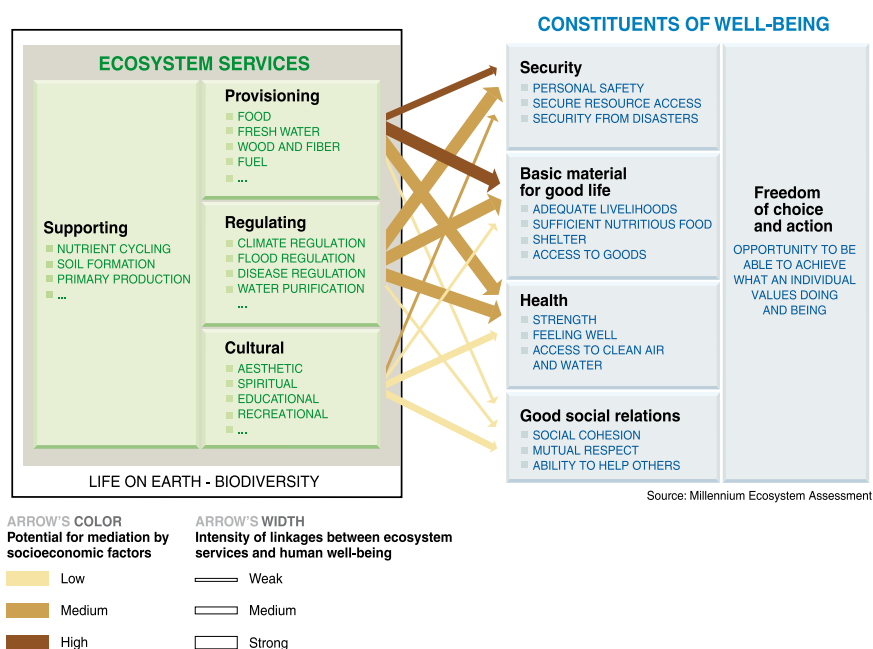 CONSTITUENTS OF WELL-BEING
ECOSYSTEM SERVICES
Supporting
NUTRIENT CYCLING
SOIL FORMATION
PRIMARY PRODUCTION
...
Provisioning
FOOD
FRESH WATER
WOOD AND FIBER
FUEL
...
Regulating
CLIMATE REGULATION
FLOOD REGULATION
DISEASE REGULATION
WATER PURIFICATION
...
Cultural
AESTHETIC
SPIRITUAL
EDUCATIONAL
RECREATIONAL
...
LIFE ON EARTH - BIODIVERSITY
Security
PERSONAL SAFETY
SECURE RESOURCE ACCESS
SECURITY FROM DISASTERS
Basic material
for good life
ADEQUATE LIVELIHOODS
SUFFICIENT NUTRITIOUS FOOD
SHELTER
ACCESS TO GOODS
Health
STRENGTH
FEELING WELL
ACCESS TO CLEAN AIR
AND WATER
Good social relations
SOCIAL COHESION
MUTUAL RESPECT
ABILITY TO HELP OTHERS
Freedom
of choice
and action
OPPORTUNITY TO BE
ABLE TO ACHIEVE
WHAT AN INDIVIDUAL
VALUES DOING
AND BEING
Source: Millennium Ecosystem Assessment
ARROW'S COLOR
Potential for mediation by
socioeconomic factors
Low
Medium
High
ARROW'S WIDTH
Intensity of linkages between ecosystem
services and human well-being
Weak
Medium
Strong